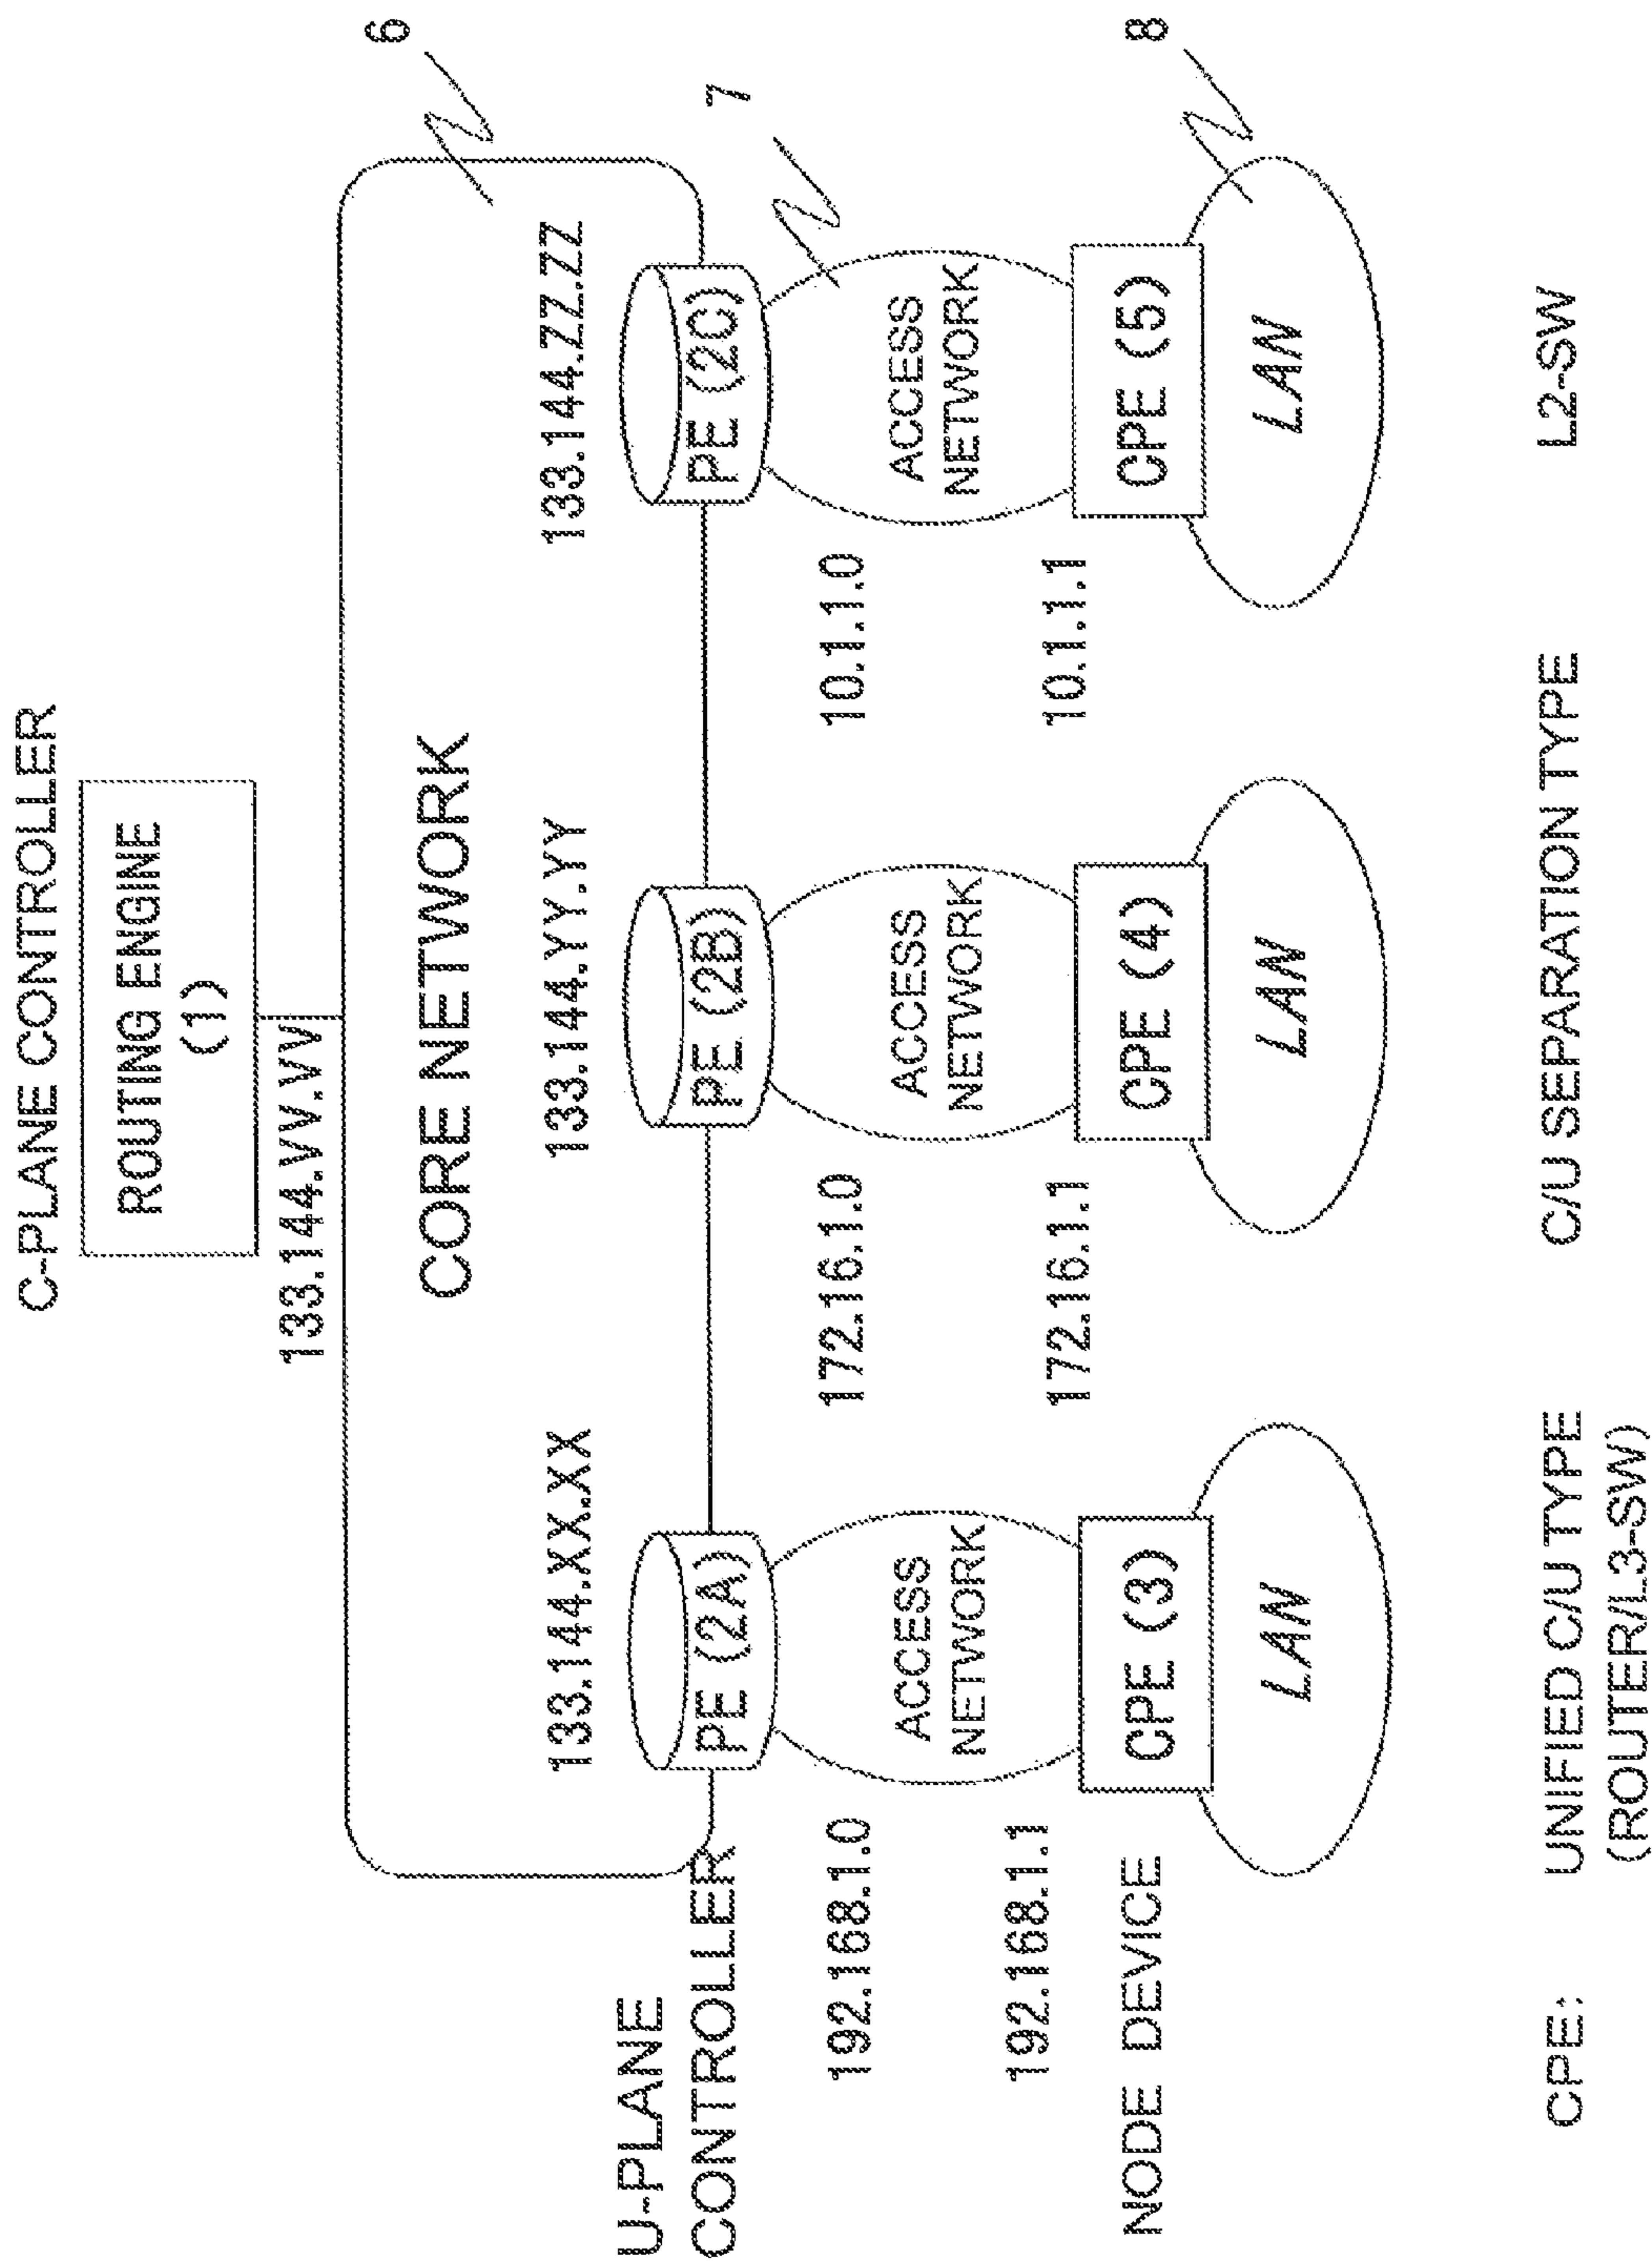 C-PLANE CONTROLLER
ROUTING ENGINE
(1)
133.144.VV.VV
6
CORE NETWORK
7
133.144.XX.XX
133.144.YY.YY
133.144.ZZ.ZZ
U-PLANE
CONTROLLER
PE (2A)
PE (2B)
PE (2C)
192.168.1.0
172.16.1.0
10.1.1.0
ACCESS
NETWORK
ACCESS
NETWORK
ACCESS
NETWORK
192.168.1.1
172.16.1.1
10.1.1.1
8
NODE DEVICE
CPE (3)
CPE (4)
CPE (5)
LAN
LAN
LAN
CPE:
UNIFIED C/U TYPE
(ROUTER/L3-SW)
C/U SEPARATION TYPE
L2-SW